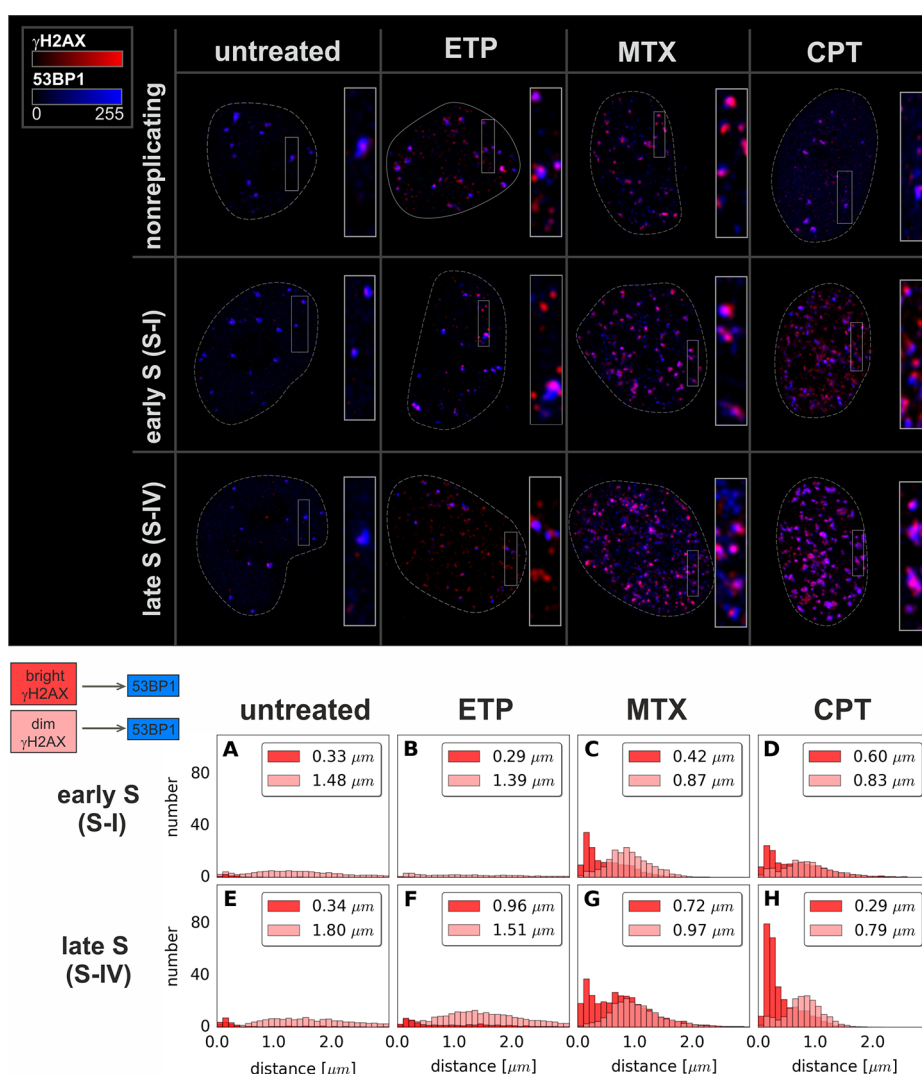 γH2AX
53BP1
0 255
untreated ETP MTX CPT
nonreplicating
early S (S-I)
late S (S-IV)
bright γH2AX
53BP1
dim γH2AX
53BP1
untreated ETP MTX CPT
early S (S-I)
number
80
40
0
A
0.33 μm
1.48 μm
B
0.29 μm
1.39 μm
C
0.42 μm
0.87 μm
D
0.60 μm
0.83 μm
late S (S-IV)
number
80
40
0
E
0.34 μm
1.80 μm
F
0.96 μm
1.51 μm
G
0.72 μm
0.97 μm
H
0.29 μm
0.79 μm
0.0 1.0 2.0 0.0 1.0 2.0 0.0 1.0 2.0 0.0 1.0 2.0
distance [μm] distance [μm] distance [μm] distance [μm]